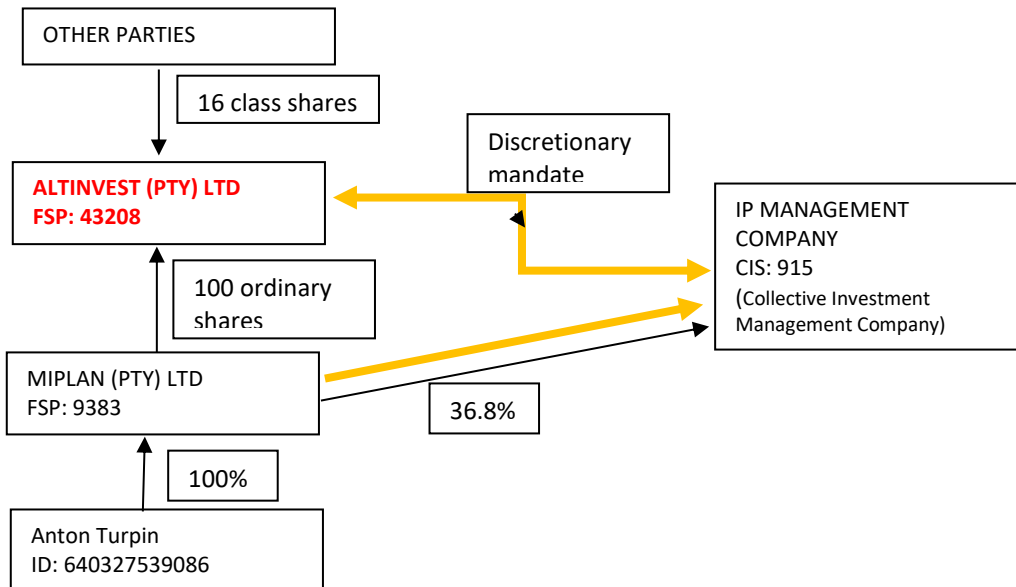 OTHER PARTIES
16 class shares
ALTINVEST (PTY) LTD
FSP: 43208
Discretionary
mandate
IP MANAGEMENT
COMPANY
CIS: 915
(Collective Investment
Management Company)
100 ordinary
shares
MIPLAN (PTY) LTD
FSP: 9383
36.8%
100%
Anton Turpin
ID: 640327539086